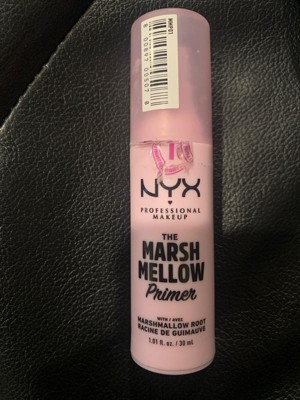 MMP01
NYX
PROFESSIONAL
MAKEUP
THE
MARSH
MELLOW
Primer
WITH / AVEC
MARSHMALLOW ROOT
RACINE DE GUIMAUVE
1.01 fl. oz. / 30 mL